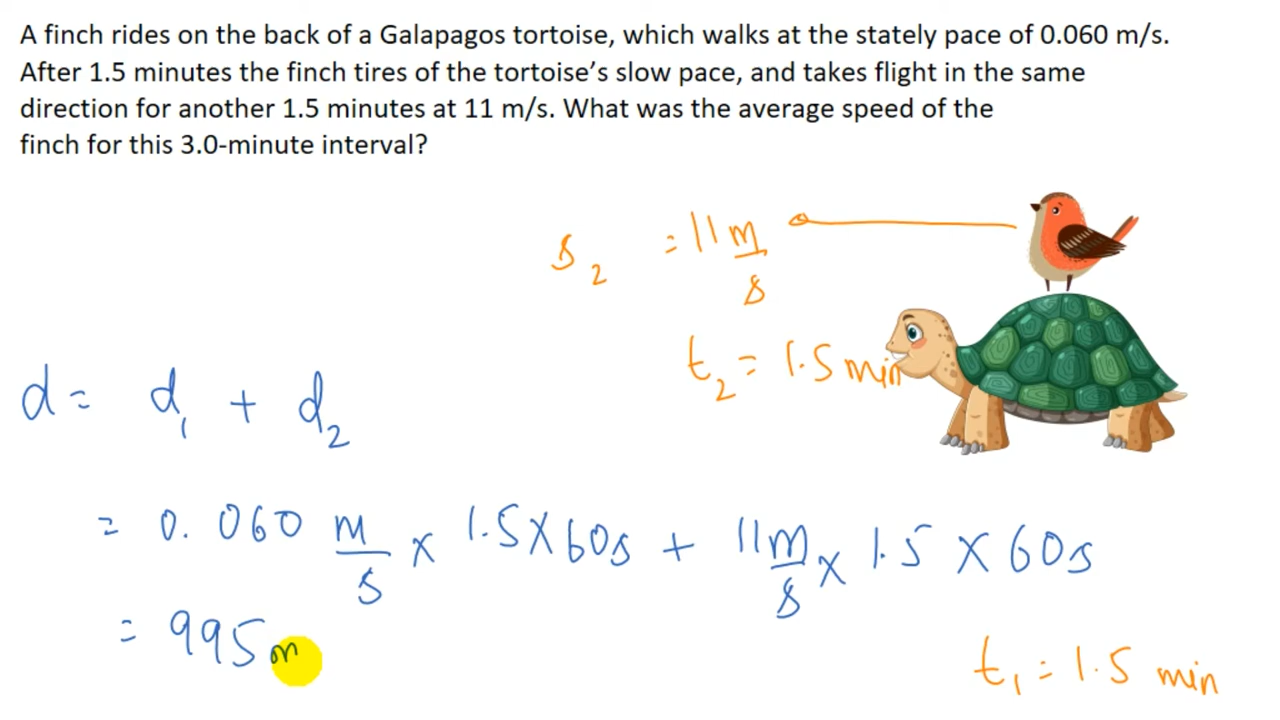 A finch rides on the back of a Galapagos tortoise, which walks at the stately pace of 0.060 m/s.
After 1.5 minutes the finch tires of the tortoise’s slow pace, and takes flight in the same
direction for another 1.5 minutes at 11 m/s. What was the average speed of the
finch for this 3.0-minute interval?
s₂ = 11 m/s
t₂ = 1.5 min
d = d₁ + d₂
= 0.060 m/s × 1.5 × 60s + 11 m/s × 1.5 × 60s
= 995 m
t₁ = 1.5 min